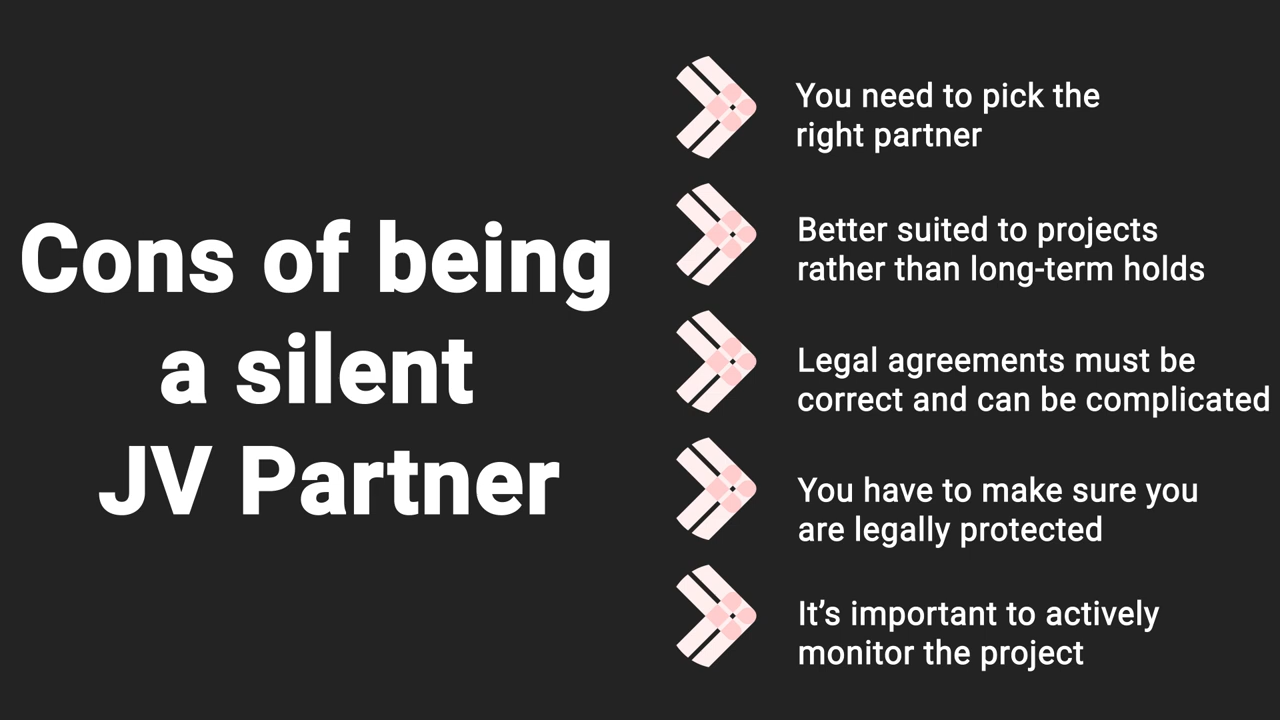 Cons of being
a silent
JV Partner
You need to pick the
right partner
Better suited to projects
rather than long-term holds
Legal agreements must be
correct and can be complicated
You have to make sure you
are legally protected
It’s important to actively
monitor the project